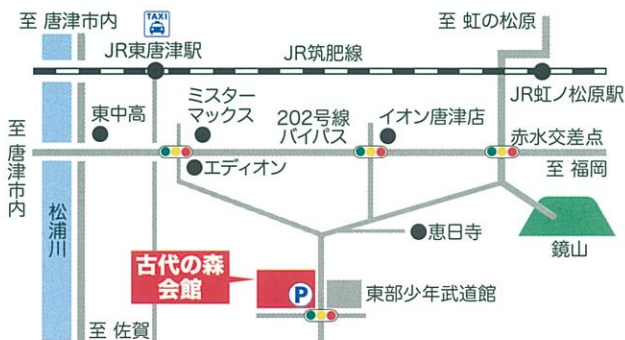 至 唐津市内
TAXI
至 虹の松原
JR東唐津駅
JR筑肥線
JR虹ノ松原駅
東中高
ミスター
マックス
202号線
バイパス
イオン唐津店
赤水交差点
至 唐津市内
エディオン
至 福岡
松浦川
恵日寺
鏡山
古代の森
会館
P
東部少年武道館
至 佐賀